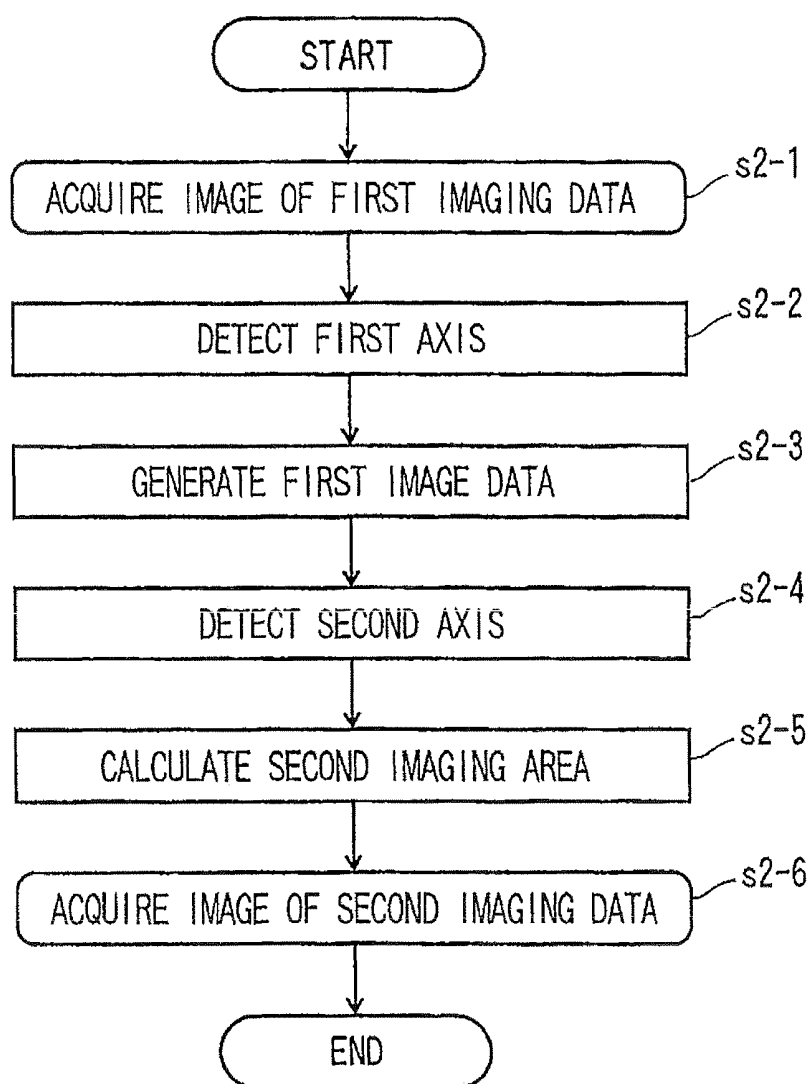 START
ACQUIRE IMAGE OF FIRST IMAGING DATA
s2-1
DETECT FIRST AXIS
s2-2
GENERATE FIRST IMAGE DATA
s2-3
DETECT SECOND AXIS
s2-4
CALCULATE SECOND IMAGING AREA
s2-5
ACQUIRE IMAGE OF SECOND IMAGING DATA
s2-6
END